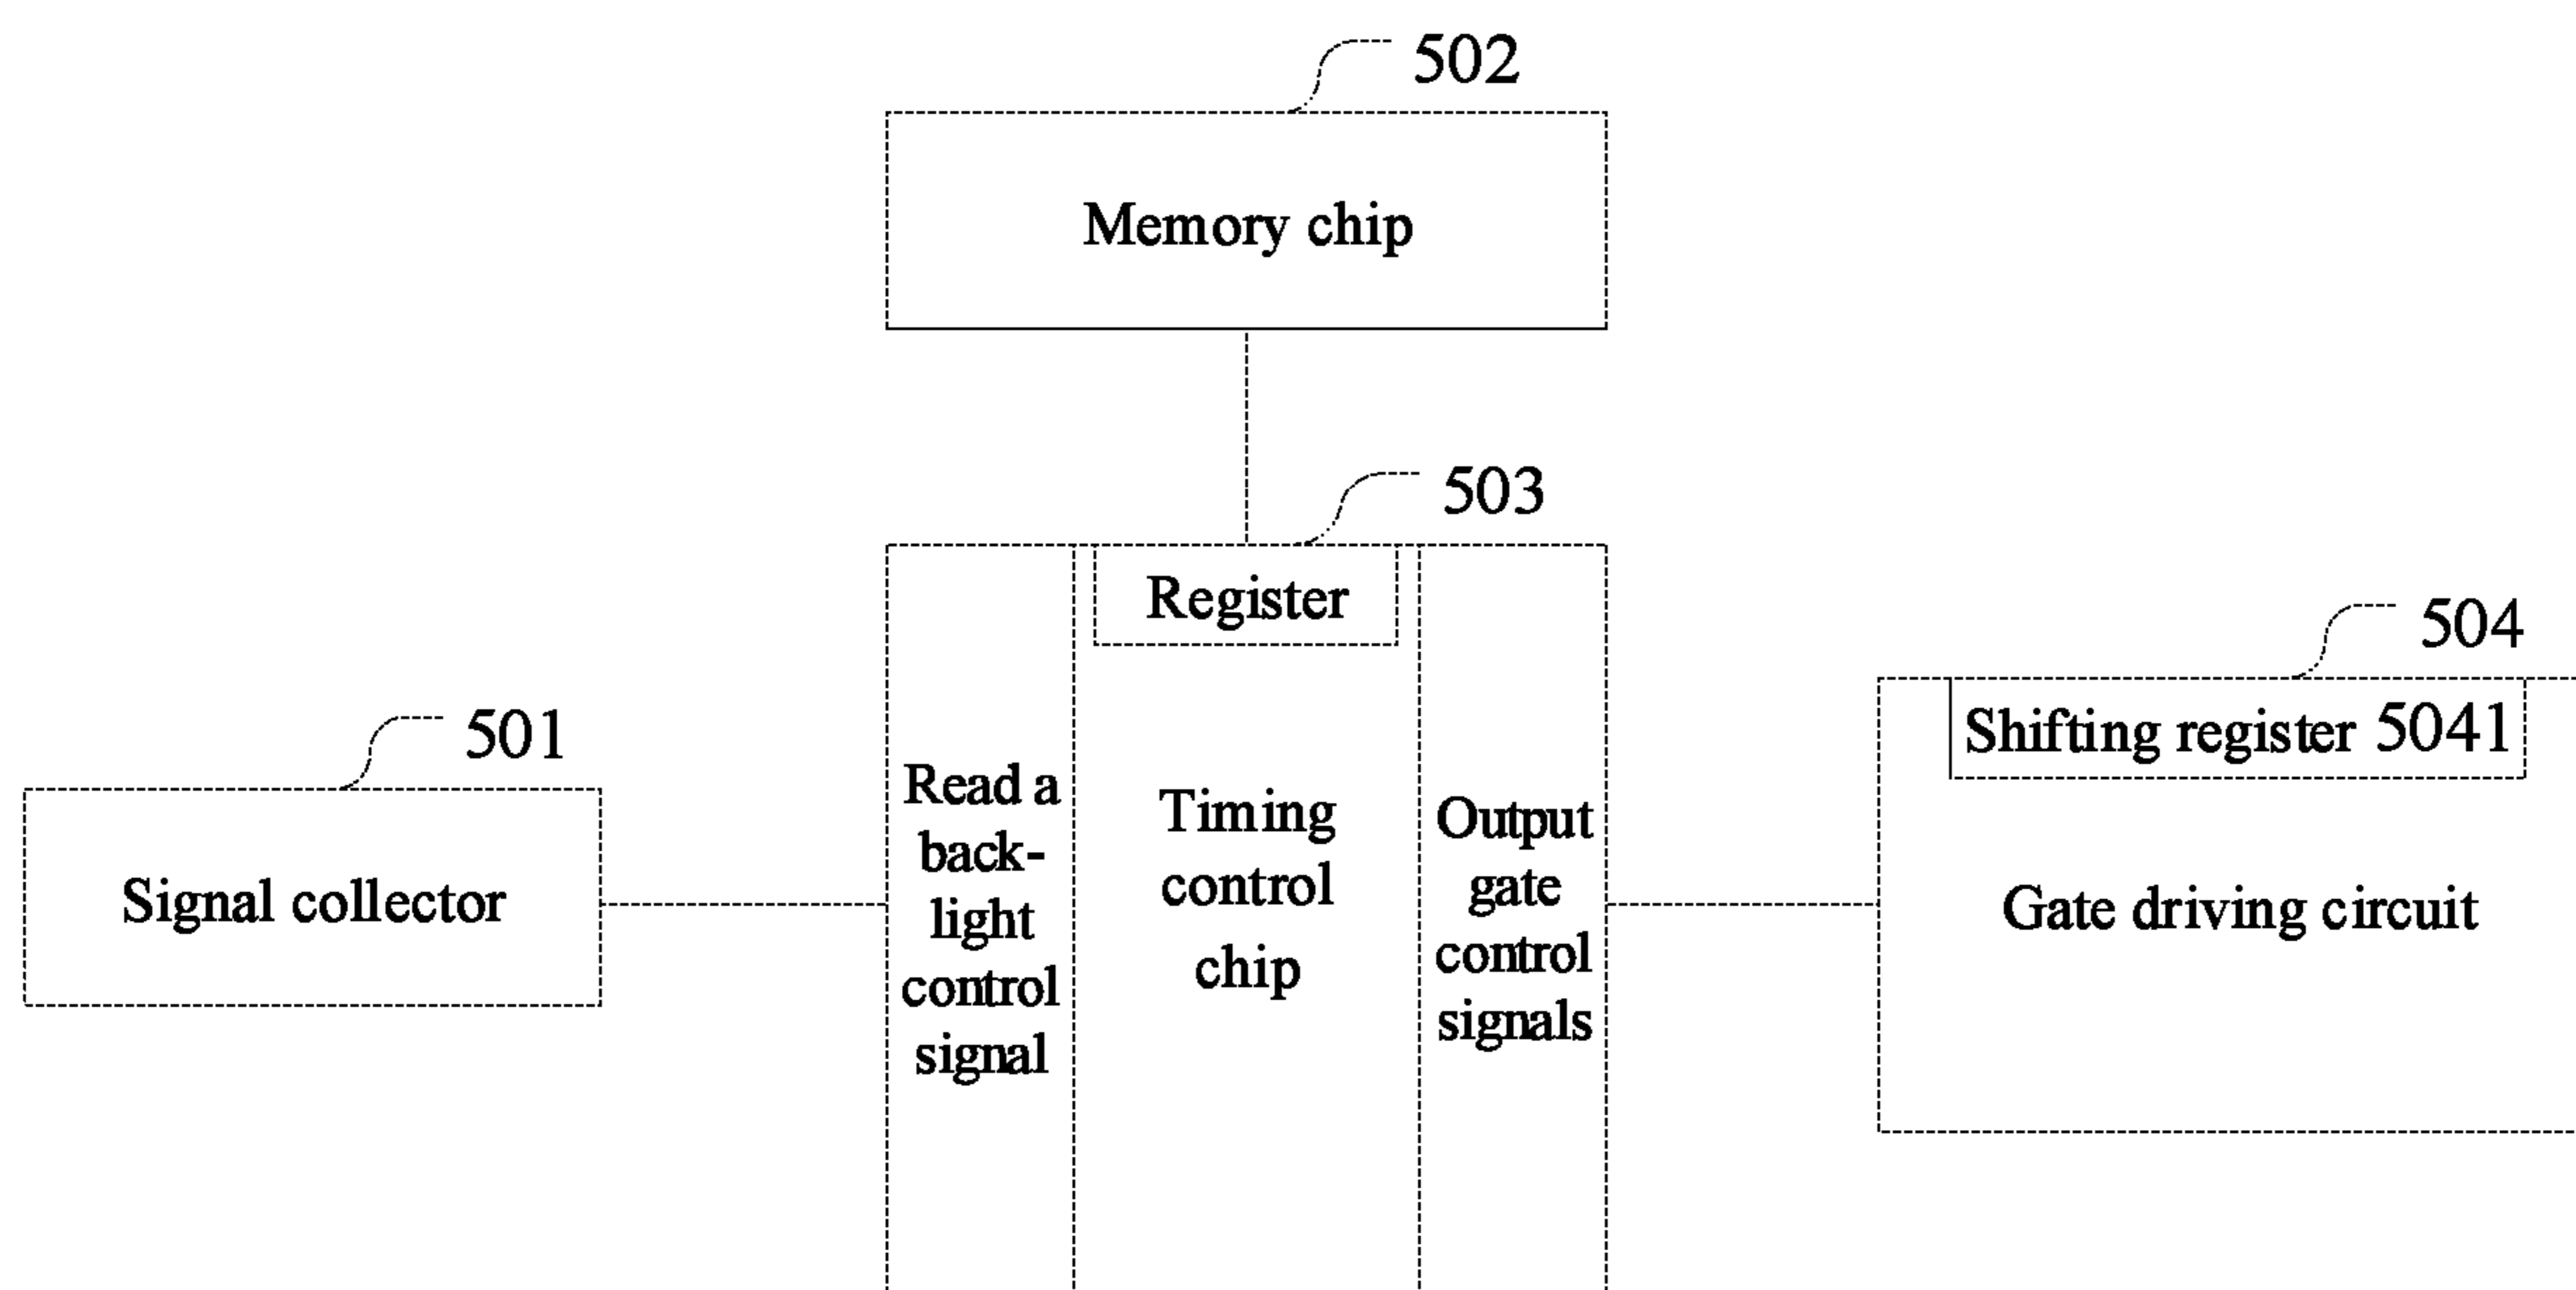 502
Memory chip
503
Register
504
Shifting register 5041
501
Signal collector
Read a
back-
light
control
signal
Timing
control
chip
Output
gate
control
signals
Gate driving circuit